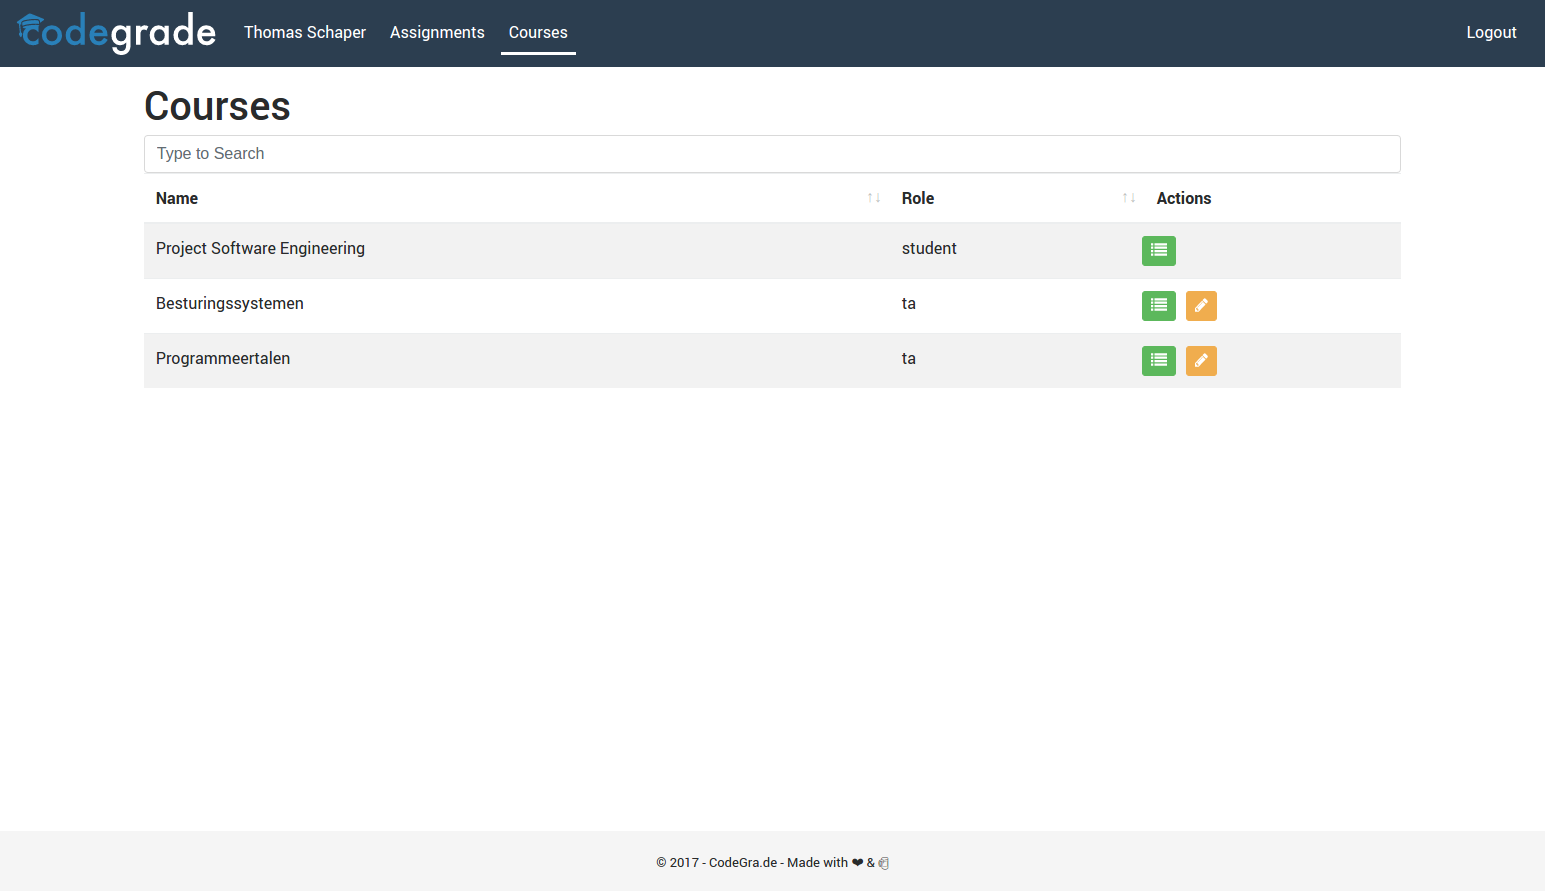 codegrade Thomas Schaper Assignments Courses Logout
Courses
Type to Search
Name ↑↓ Role ↑↓ Actions
Project Software Engineering student
Besturingssystemen ta
Programmeertalen ta
© 2017 - CodeGra.de - Made with ❤ & 🍺